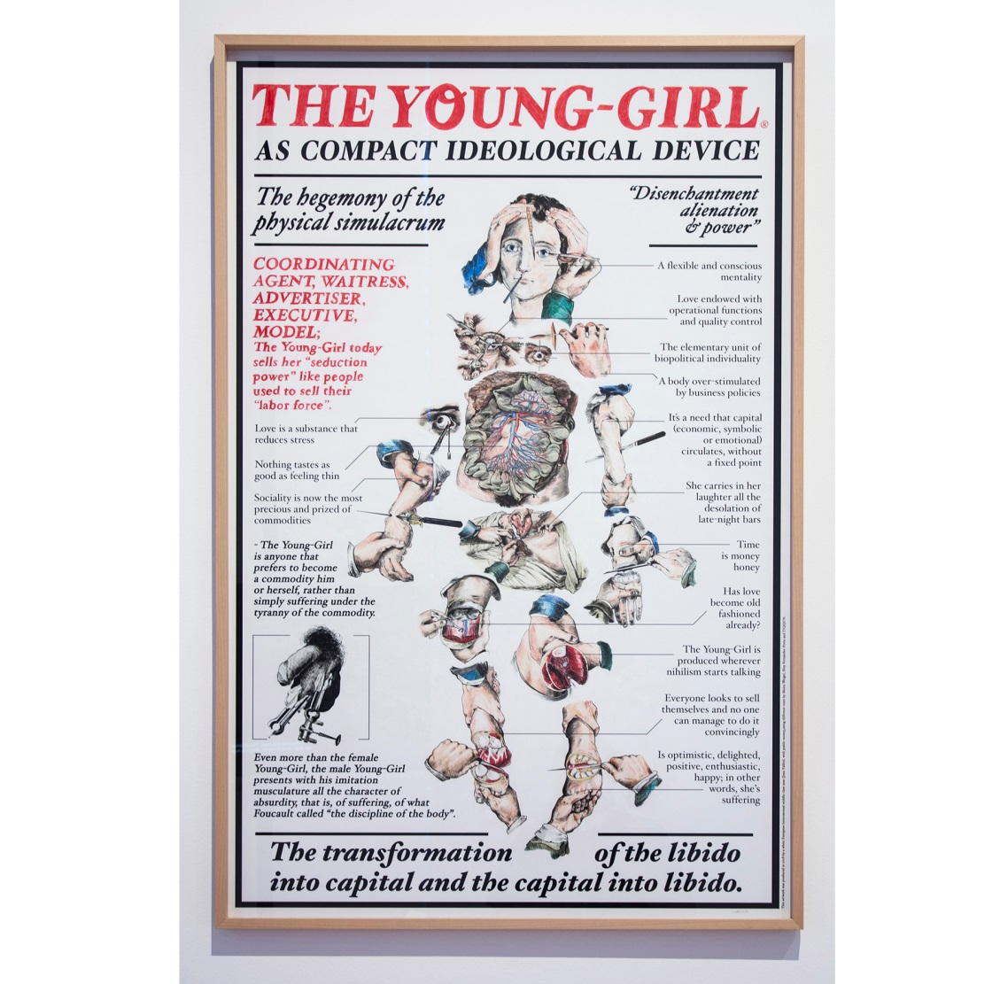 THE YOUNG-GIRL®
AS COMPACT IDEOLOGICAL DEVICE
The hegemony of the
physical simulacrum
"Disenchantment
alienation
& power"
COORDINATING
AGENT, WAITRESS,
ADVERTISER,
EXECUTIVE,
MODEL;
The Young-Girl today
sells her "seduction
power" like people
used to sell their
"labor force".
Love is a substance that
reduces stress
Nothing tastes as
good as feeling thin
Sociality is now the most
precious and prized of
commodities
- The Young-Girl
is anyone that
prefers to become
a commodity him
or herself, rather than
simply suffering under the
tyranny of the commodity.
Even more than the female
Young-Girl, the male Young-Girl
presents with his imitation
musculature all the character of
absurdity, that is, of suffering, of what
Foucault called "the discipline of the body".
A flexible and conscious
mentality
Love endowed with
operational functions
and quality control
The elementary unit of
biopolitical individuality
A body over-stimulated
by business policies
It's a need that capital
(economic, symbolic
or emotional)
circulates, without
a fixed point
She carries in her
laughter all the
desolation of
late-night bars
Time
is money
honey
Has love
become old
fashioned
already?
The Young-Girl is
produced wherever
nihilism starts talking
Everyone looks to sell
themselves and no one
can manage to do it
convincingly
Is optimistic, delighted,
positive, enthusiastic,
happy; in other
words, she's
suffering
The transformation of the libido
into capital and the capital into libido.